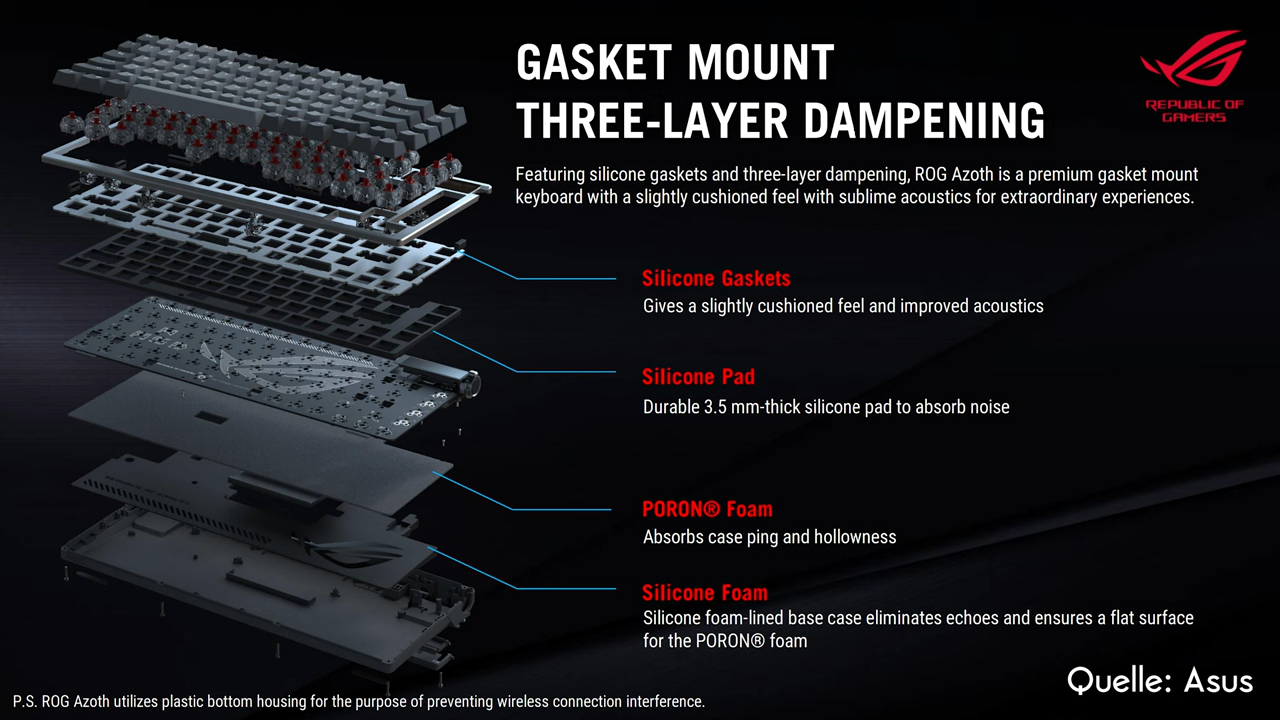 GASKET MOUNT
THREE-LAYER DAMPENING
REPUBLIC OF
GAMERS
Featuring silicone gaskets and three-layer dampening, ROG Azoth is a premium gasket mount
keyboard with a slightly cushioned feel with sublime acoustics for extraordinary experiences.
Silicone Gaskets
Gives a slightly cushioned feel and improved acoustics
Silicone Pad
Durable 3.5 mm-thick silicone pad to absorb noise
PORON® Foam
Absorbs case ping and hollowness
Silicone Foam
Silicone foam-lined base case eliminates echoes and ensures a flat surface
for the PORON® foam
Quelle: Asus
P.S. ROG Azoth utilizes plastic bottom housing for the purpose of preventing wireless connection interference.